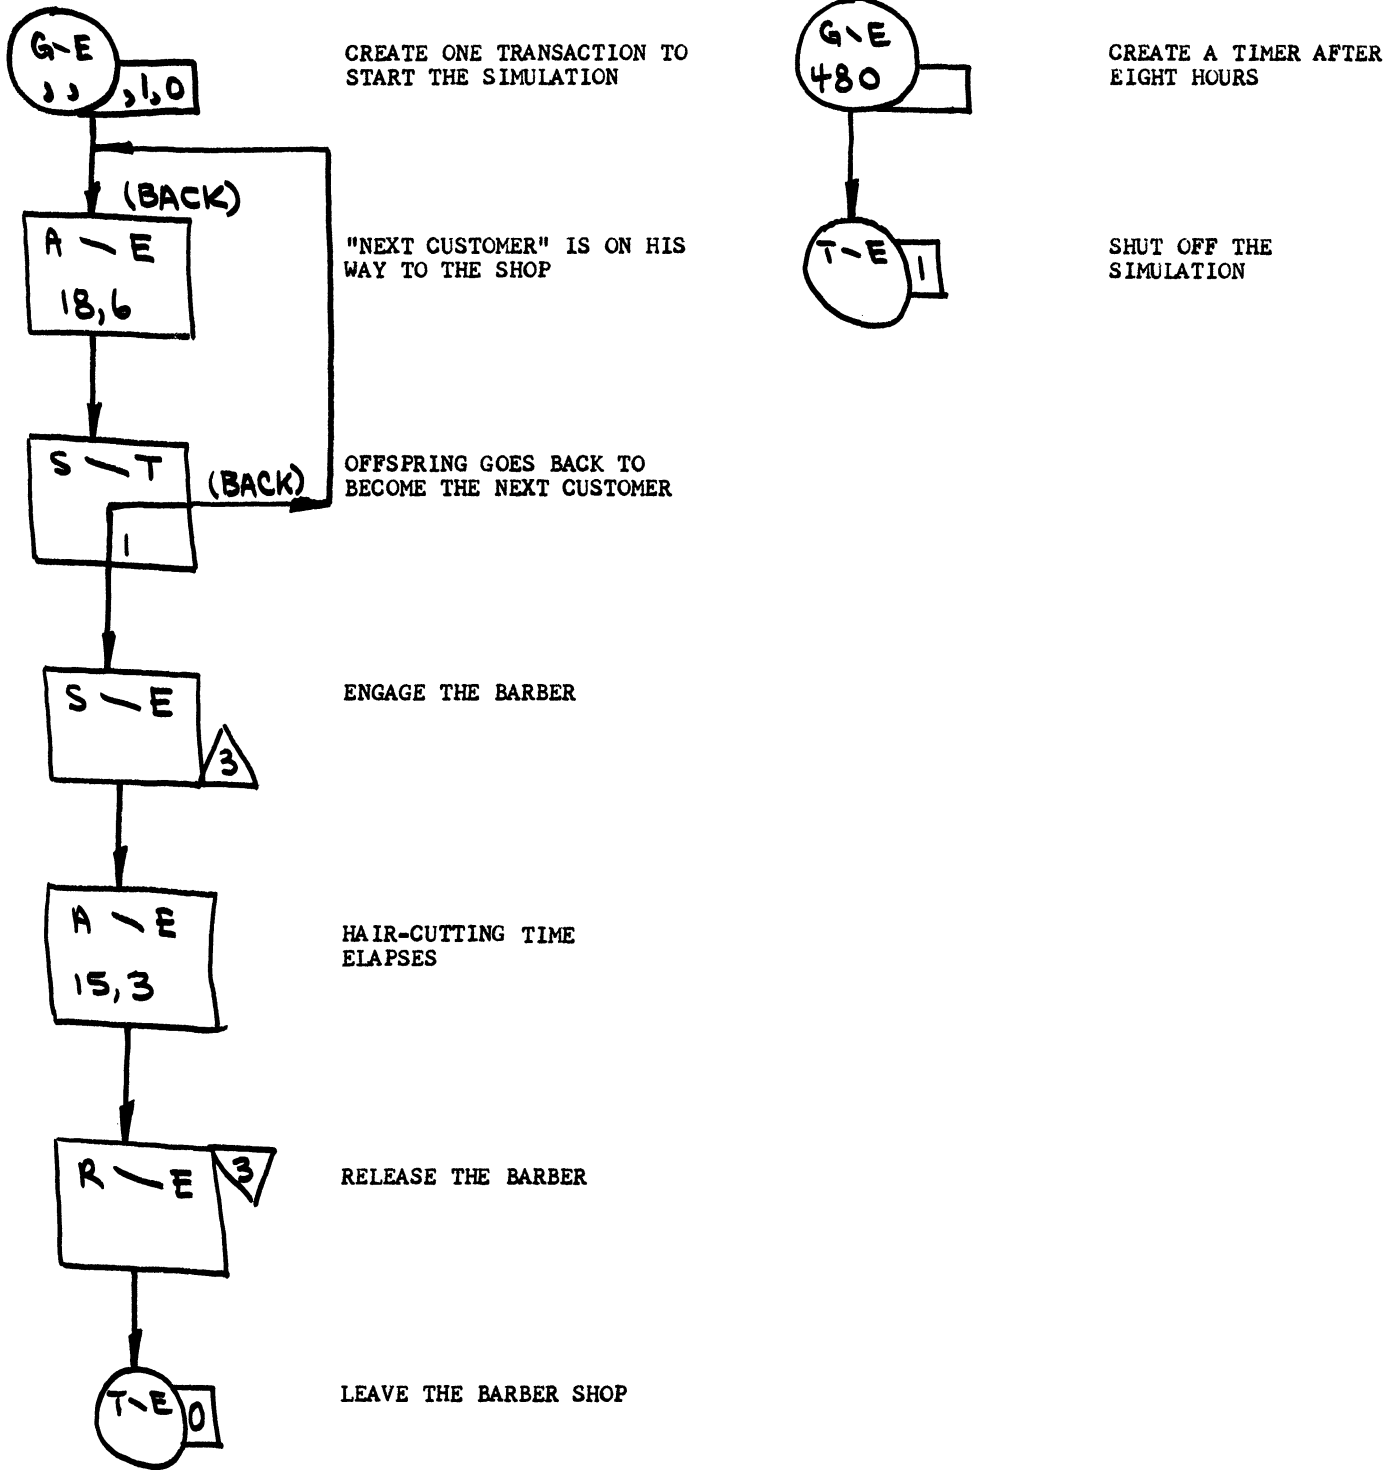 G\E
,, ,1,0
CREATE ONE TRANSACTION TO
START THE SIMULATION
(BACK)
A\E
18,6
"NEXT CUSTOMER" IS ON HIS
WAY TO THE SHOP
S\T
(BACK)
1
OFFSPRING GOES BACK TO
BECOME THE NEXT CUSTOMER
S\E
3
ENGAGE THE BARBER
A\E
15,3
HAIR-CUTTING TIME
ELAPSES
R\E
3
RELEASE THE BARBER
T\E 0
LEAVE THE BARBER SHOP
G\E
480
CREATE A TIMER AFTER
EIGHT HOURS
T\E 1
SHUT OFF THE
SIMULATION